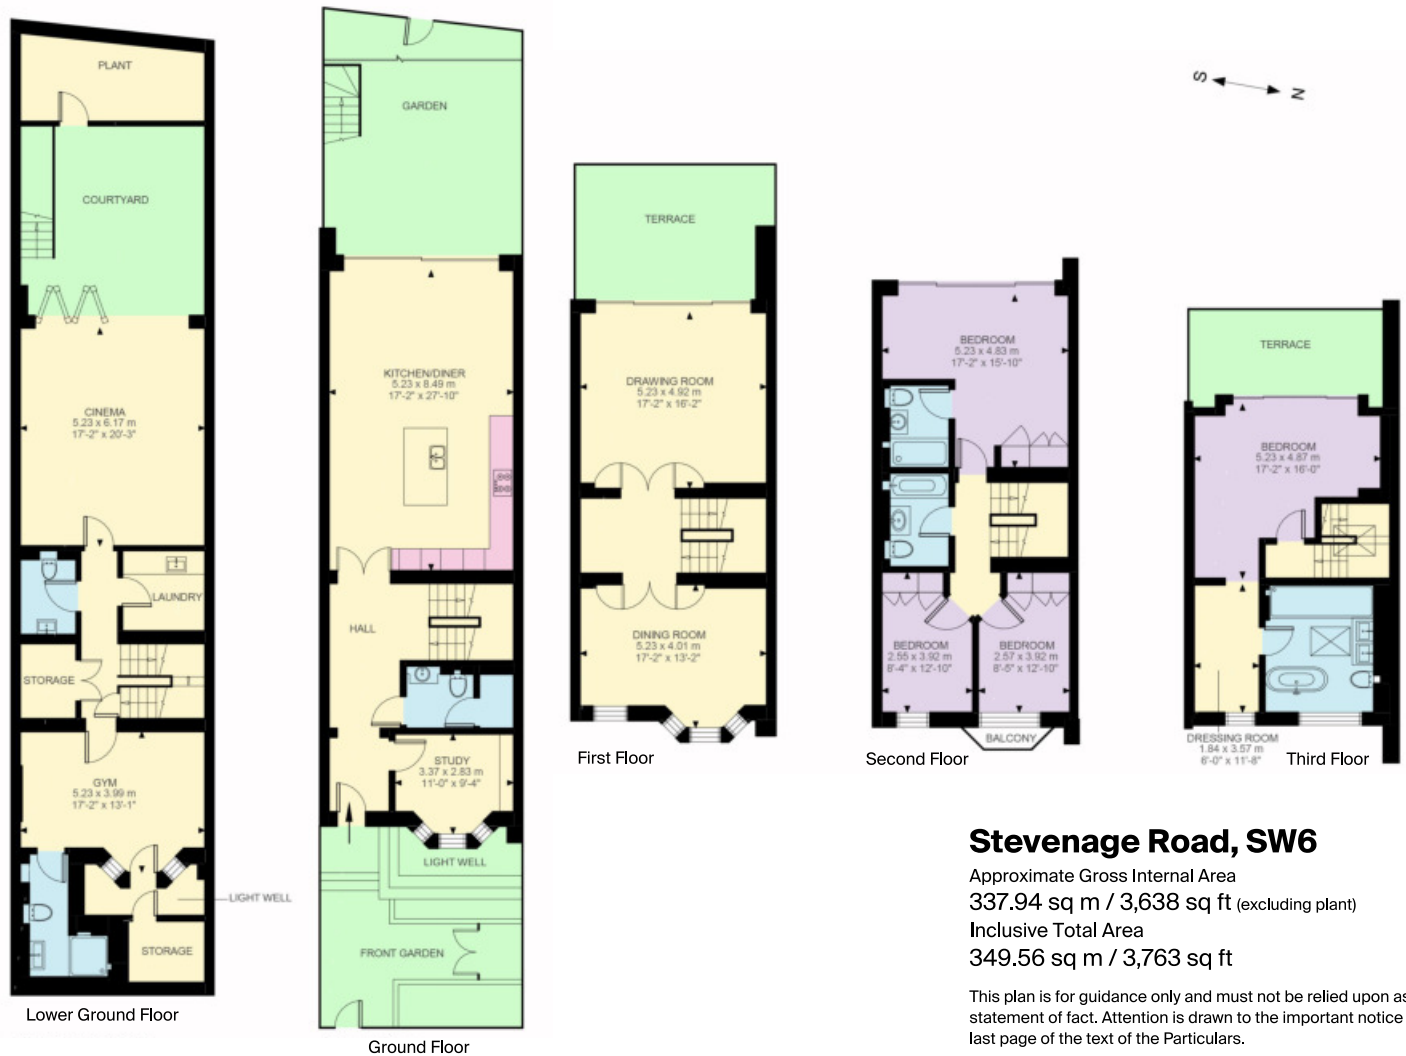 PLANT
COURTYARD
CINEMA
5.23 x 6.17 m
17'-2" x 20'-3"
LAUNDRY
STORAGE
GYM
5.23 x 3.99 m
17'-2" x 13'-1"
LIGHT WELL
STORAGE
Lower Ground Floor
GARDEN
KITCHEN/DINER
5.23 x 8.49 m
17'-2" x 27'-10"
HALL
STUDY
3.37 x 2.83 m
11'-0" x 9'-4"
LIGHT WELL
FRONT GARDEN
Ground Floor
TERRACE
DRAWING ROOM
5.23 x 4.92 m
17'-2" x 16'-2"
DINING ROOM
5.23 x 4.01 m
17'-2" x 13'-2"
First Floor
BEDROOM
5.23 x 4.83 m
17'-2" x 15'-10"
BEDROOM
2.55 x 3.92 m
8'-4" x 12'-10"
BEDROOM
2.57 x 3.92 m
8'-5" x 12'-10"
BALCONY
Second Floor
S N
TERRACE
BEDROOM
5.23 x 4.87 m
17'-2" x 16'-0"
DRESSING ROOM
1.84 x 3.57 m
6'-0" x 11'-8"
Third Floor
Stevenage Road, SW6
Approximate Gross Internal Area
337.94 sq m / 3,638 sq ft (excluding plant)
Inclusive Total Area
349.56 sq m / 3,763 sq ft
This plan is for guidance only and must not be relied upon as
statement of fact. Attention is drawn to the important notice
last page of the text of the Particulars.